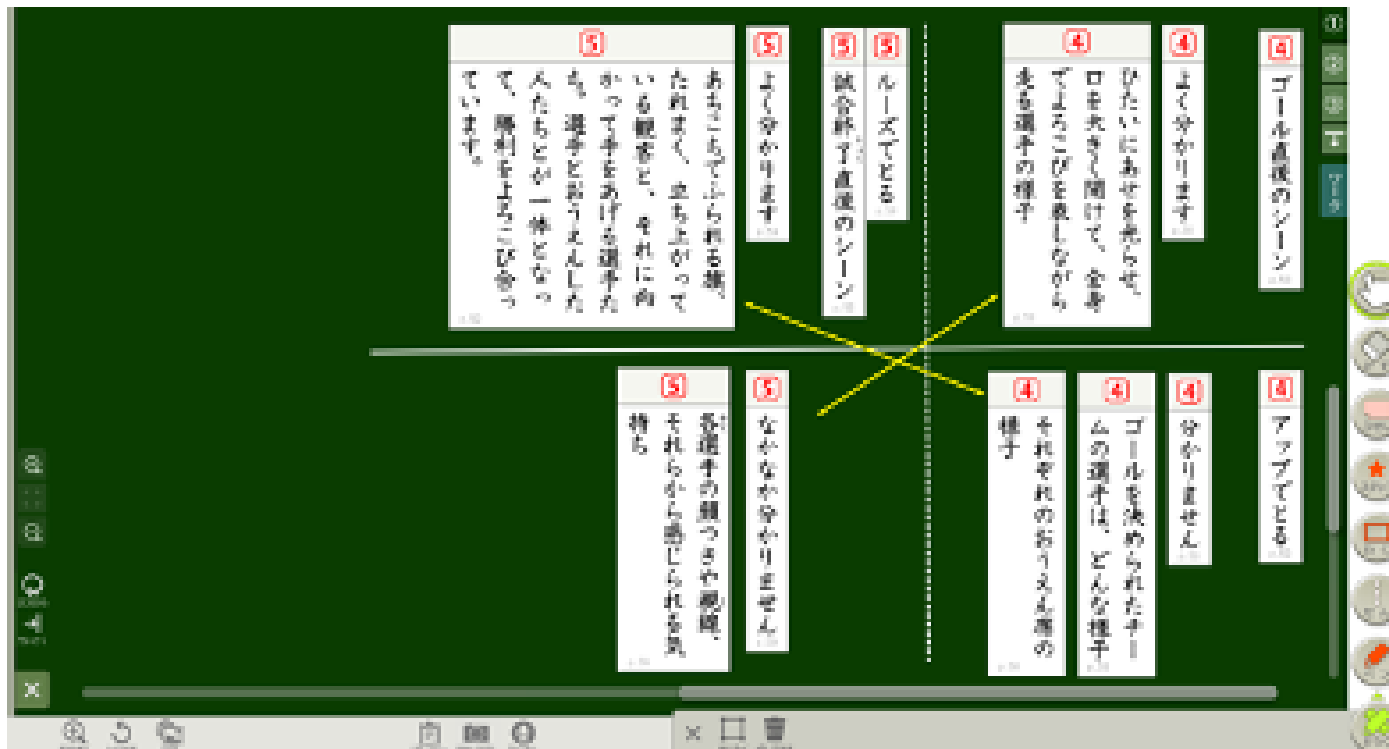 ④
ゴール直後のシーン
④
アップでとる
④
よく分かります
④
分かりません
④
ひたいにあせを光らせ、
口を大きく開けて、全身
でよろこびを表しながら
走る選手の様子
④
ゴールを決められたチー
ムの選手は、どんな様子
④
それぞれのおうえん席の
様子
⑤
ルーズでとる
⑤
試合終了直後のシーン
⑤
よく分かります
⑤
なかなか分かりません
⑤
あちこちでふられる旗、
たれまく、立ち上がって
いる観客と、それに向
かって手をあげる選手た
ち。選手とおうえんした
人たちとが一体となっ
て、勝利をよろこび合っ
ています。
⑤
各選手の顔つきや視線、
それらから感じられる気
持ち